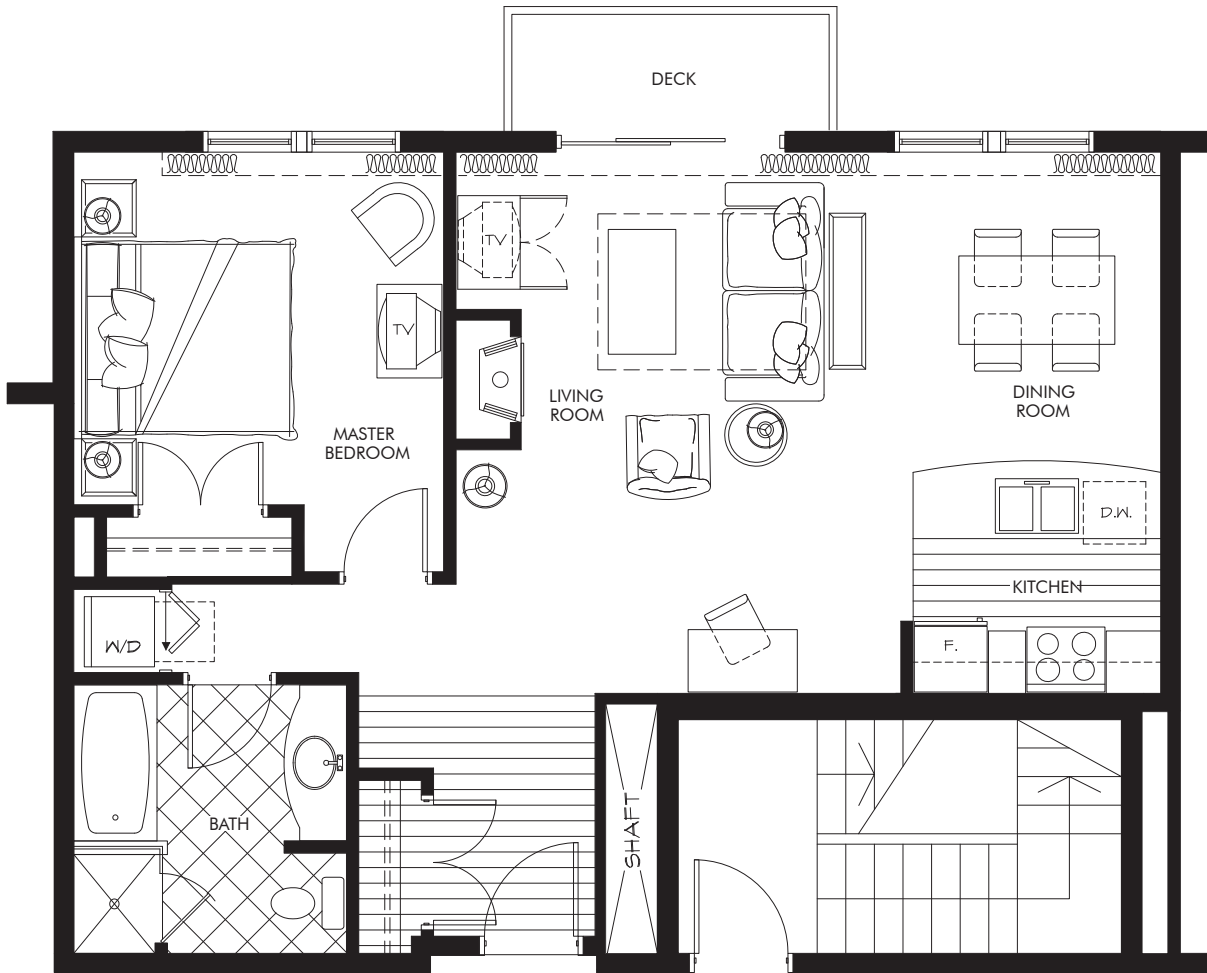 DECK
TV
TV
LIVING
ROOM
DINING
ROOM
MASTER
BEDROOM
D.W.
KITCHEN
W/D
F.
BATH
SHAFT